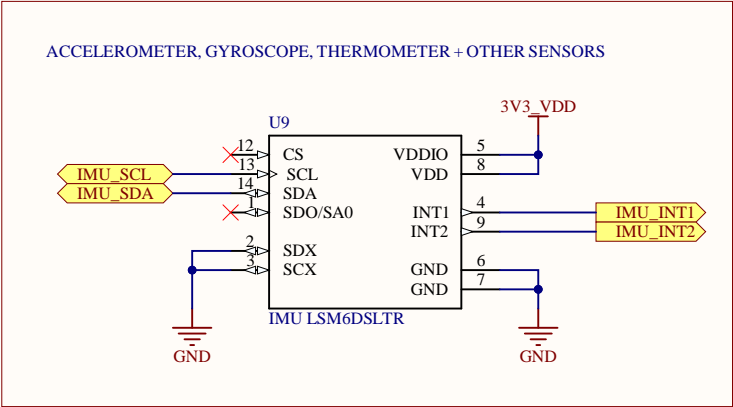 ACCELEROMETER, GYROSCOPE, THERMOMETER + OTHER SENSORS
U9
3V3_VDD
12 CS VDDIO 5
IMU_SCL 13 SCL VDD 8
IMU_SDA 14 SDA
1 SDO/SA0 INT1 4 IMU_INT1
INT2 9 IMU_INT2
2 SDX
3 SCX GND 6
GND 7
IMU LSM6DSLTR
GND GND